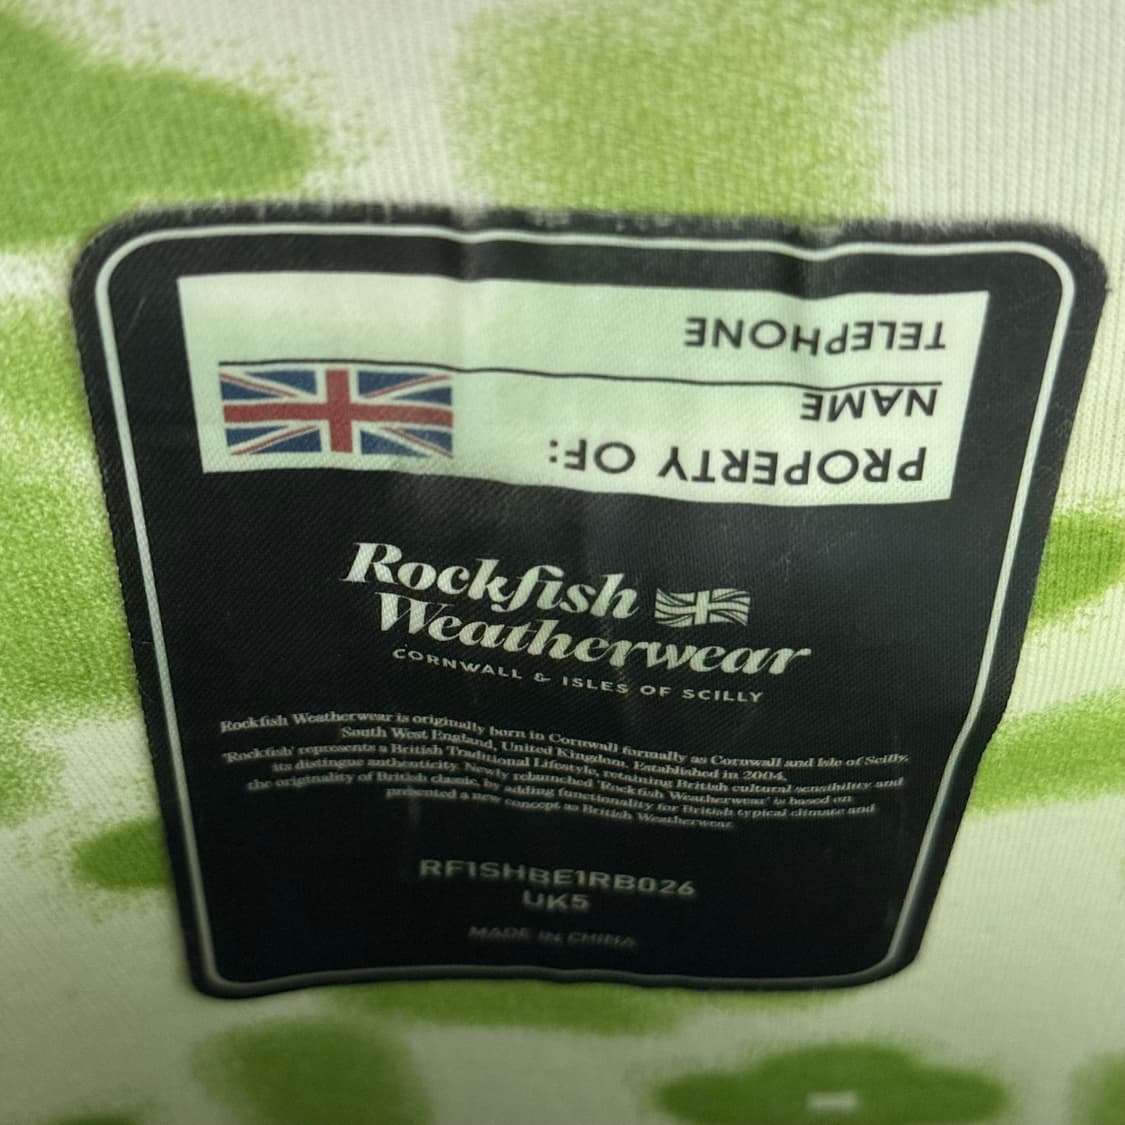 PROPERTY OF:
NAME
TELEPHONE
Rockfish
Weatherwear
CORNWALL & ISLES OF SCILLY
Rockfish Weatherwear is originally born in Cornwall formally as Cornwall and Isle of Scilly,
South West England, United Kingdom. Established in 2004,
'Rockfish' represents a British Traditional Lifestyle, retaining British cultural sensibility and
its distingue authenticity. Newly relaunched 'Rockfish Weatherwear' is based on
the originality of British classic, by adding functionality for British typical climate and
presented a new concept as British Weatherwear.
RF1SHBE1RB026
UK5
MADE IN CHINA